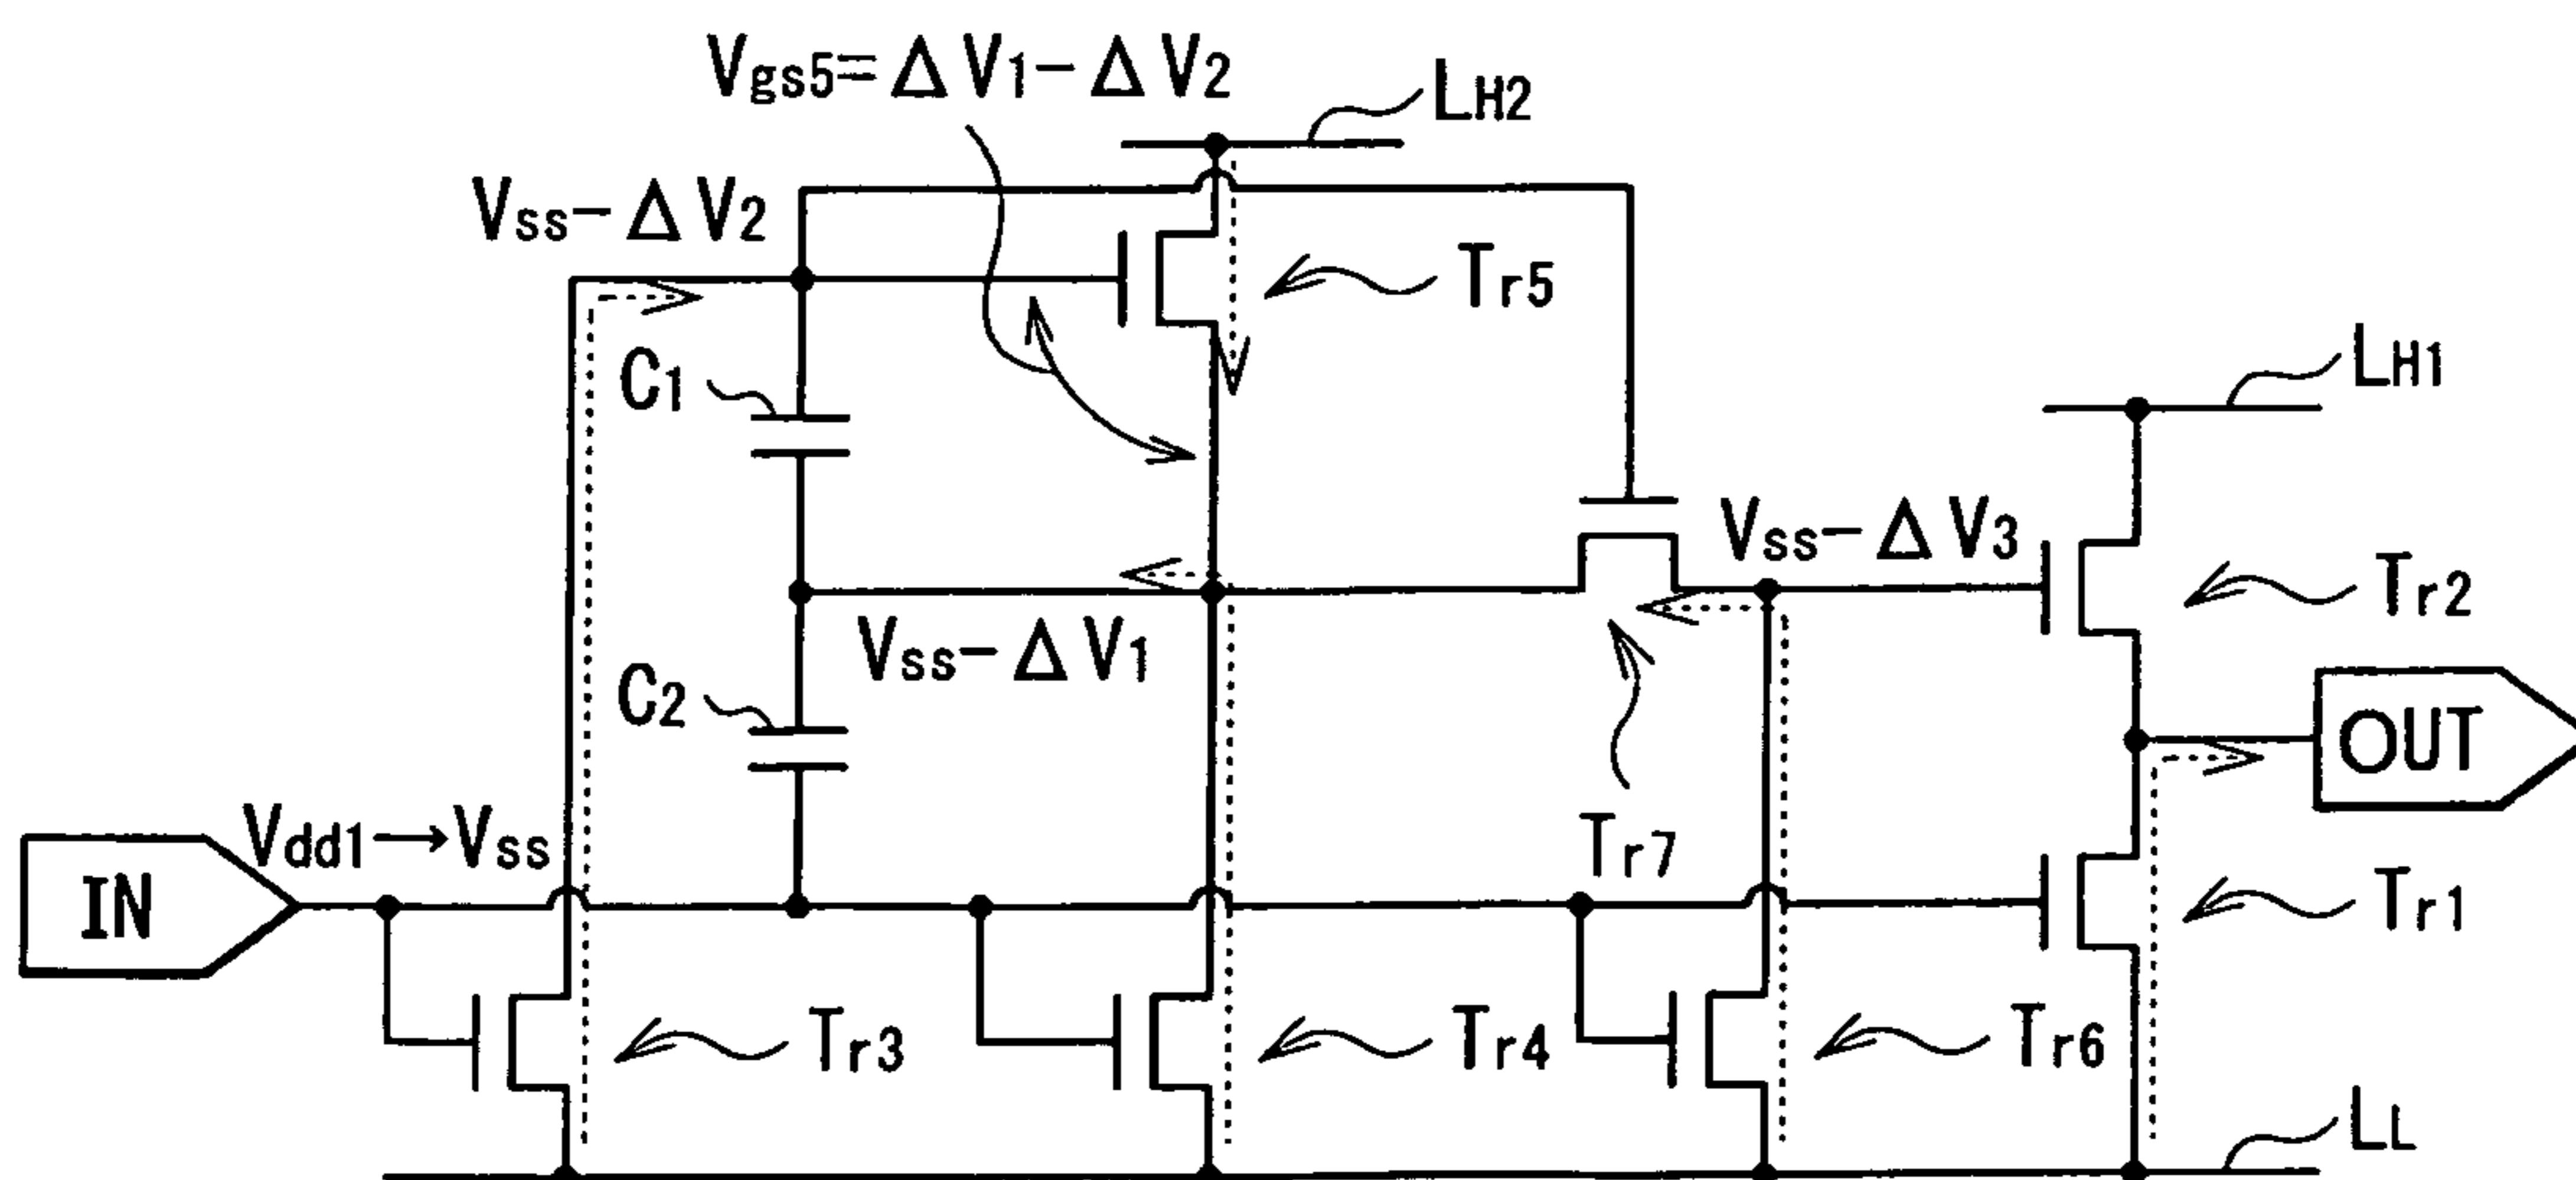 Vgs5=ΔV1-ΔV2
LH2
Vss-ΔV2
Tr5
C1
LH1
Vss-ΔV3
Tr2
Vss-ΔV1
C2
OUT
Vdd1→Vss
Tr7
IN
Tr1
Tr3
Tr4
Tr6
LL